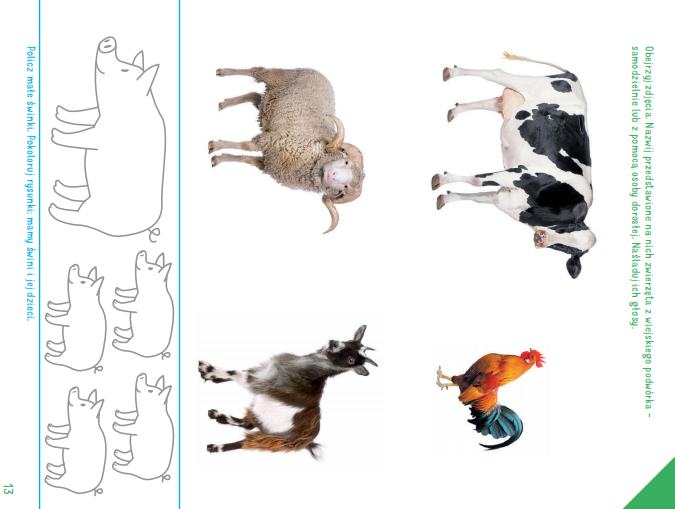 Obejrzyj zdjęcia. Nazwij przedstawione na nich zwierzęta z wiejskiego podwórka –
samodzielnie lub z pomocą osoby dorosłej. Naśladuj ich głosy.
Policz małe świnki. Pokoloruj rysunki: mamy świni i jej dzieci.
13